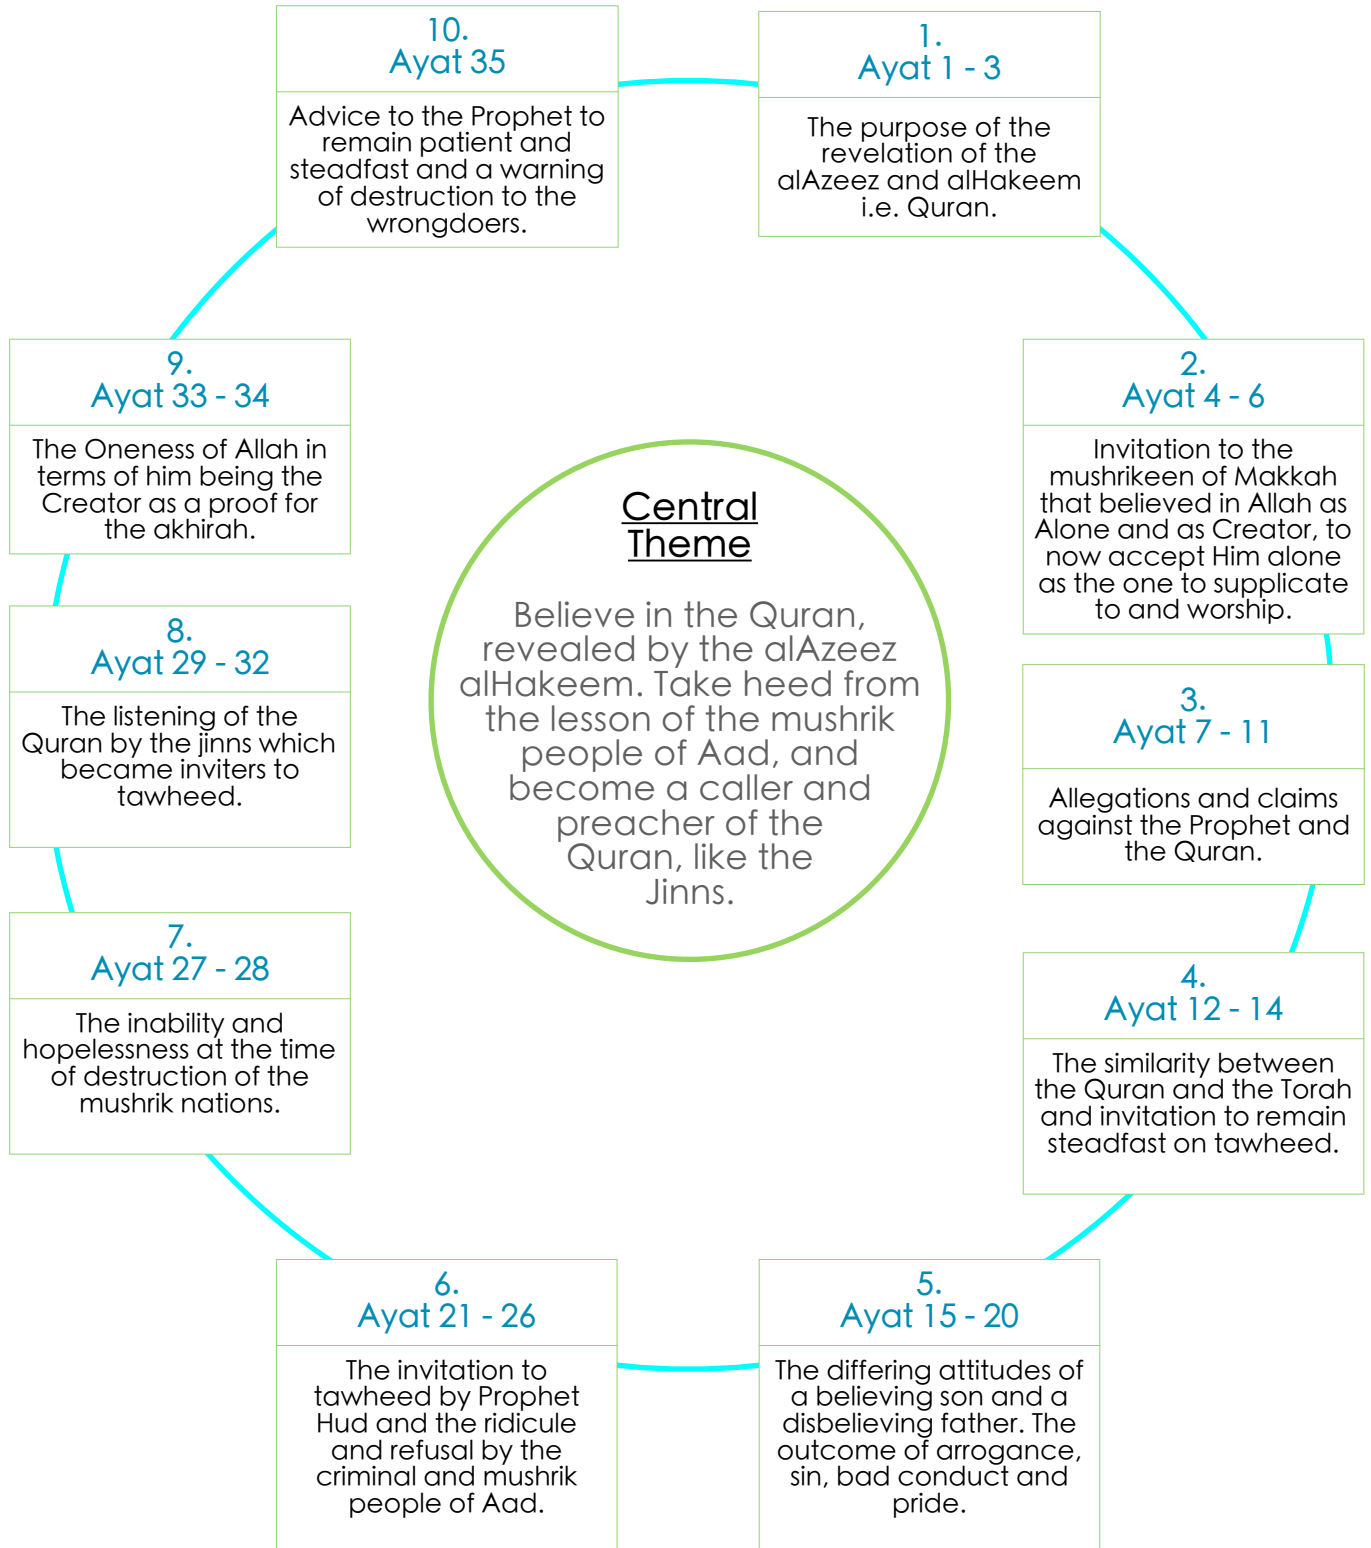 10.
Ayat 35
Advice to the Prophet to
remain patient and
steadfast and a warning
of destruction to the
wrongdoers.
1.
Ayat 1 - 3
The purpose of the
revelation of the
alAzeez and alHakeem
i.e. Quran.
2.
Ayat 4 - 6
Invitation to the
mushrikeen of Makkah
that believed in Allah as
Alone and as Creator, to
now accept Him alone
as the one to supplicate
to and worship.
3.
Ayat 7 - 11
Allegations and claims
against the Prophet and
the Quran.
4.
Ayat 12 - 14
The similarity between
the Quran and the Torah
and invitation to remain
steadfast on tawheed.
5.
Ayat 15 - 20
The differing attitudes of
a believing son and a
disbelieving father. The
outcome of arrogance,
sin, bad conduct and
pride.
6.
Ayat 21 - 26
The invitation to
tawheed by Prophet
Hud and the ridicule
and refusal by the
criminal and mushrik
people of Aad.
7.
Ayat 27 - 28
The inability and
hopelessness at the time
of destruction of the
mushrik nations.
8.
Ayat 29 - 32
The listening of the
Quran by the jinns which
became inviters to
tawheed.
9.
Ayat 33 - 34
The Oneness of Allah in
terms of him being the
Creator as a proof for
the akhirah.
Central
Theme
Believe in the Quran,
revealed by the alAzeez
alHakeem. Take heed from
the lesson of the mushrik
people of Aad, and
become a caller and
preacher of the
Quran, like the
Jinns.